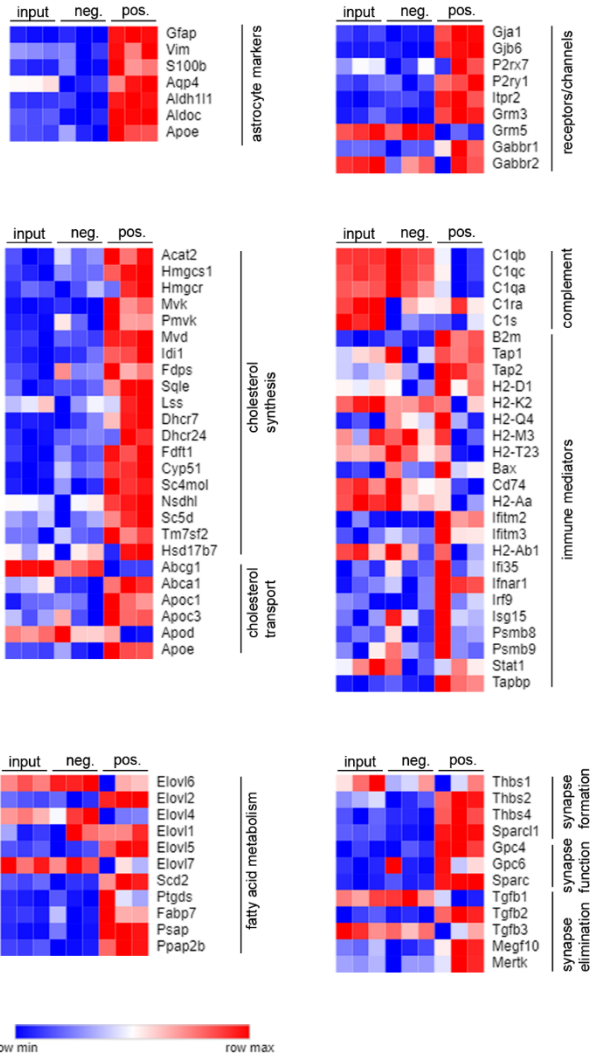 input neg. pos.
Gfap
Vim
S100b
Aqp4
Aldh1l1
Aldoc
Apoe
astrocyte markers
input neg. pos.
Gja1
Gjb6
P2rx7
P2ry1
Itpr2
Grm3
Grm5
Gabbr1
Gabbr2
receptors/channels
input neg. pos.
Acat2
Hmgcs1
Hmgcr
Mvk
Pmvk
Mvd
Idi1
Fdps
Sqle
Lss
Dhcr7
Dhcr24
Fdft1
Cyp51
Sc4mol
Nsdhl
Sc5d
Tm7sf2
Hsd17b7
Abcg1
Abca1
Apoc1
Apoc3
Apod
Apoe
cholesterol
synthesis
cholesterol
transport
input neg. pos.
C1qb
C1qc
C1qa
C1ra
C1s
B2m
Tap1
Tap2
H2-D1
H2-K2
H2-Q4
H2-M3
H2-T23
Bax
Cd74
H2-Aa
Ifitm2
Ifitm3
H2-Ab1
Ifi35
Ifnar1
Irf9
Isg15
Psmb8
Psmb9
Stat1
Tapbp
complement
immune mediators
input neg. pos.
Elovl6
Elovl2
Elovl4
Elovl1
Elovl5
Elovl7
Scd2
Ptgds
Fabp7
Psap
Ppap2b
fatty acid metabolism
input neg. pos.
Thbs1
Thbs2
Thbs4
Sparcl1
Gpc4
Gpc6
Sparc
Tgfb1
Tgfb2
Tgfb3
Megf10
Mertk
synapse
formation
synapse
function
synapse
elimination
ow min row max